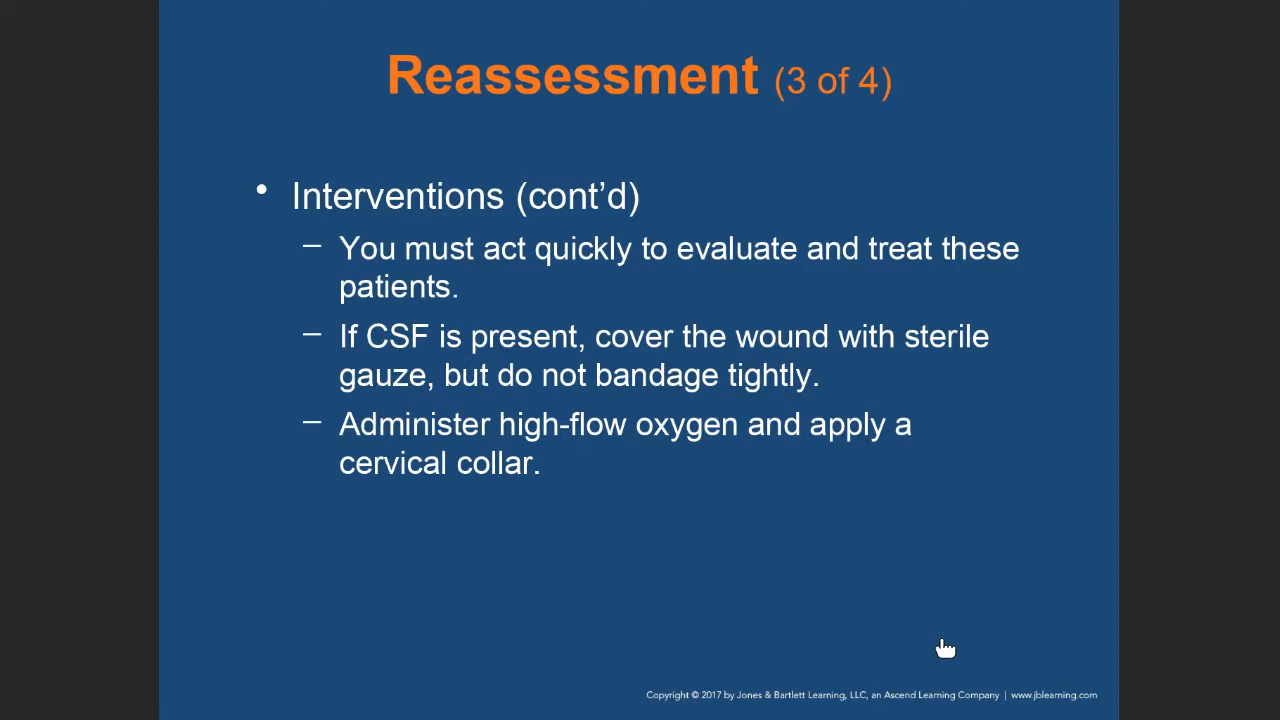 Reassessment (3 of 4)
• Interventions (cont’d)
– You must act quickly to evaluate and treat these
patients.
– If CSF is present, cover the wound with sterile
gauze, but do not bandage tightly.
– Administer high-flow oxygen and apply a
cervical collar.
Copyright © 2017 by Jones & Bartlett Learning, LLC, an Ascend Learning Company | www.jblearning.com